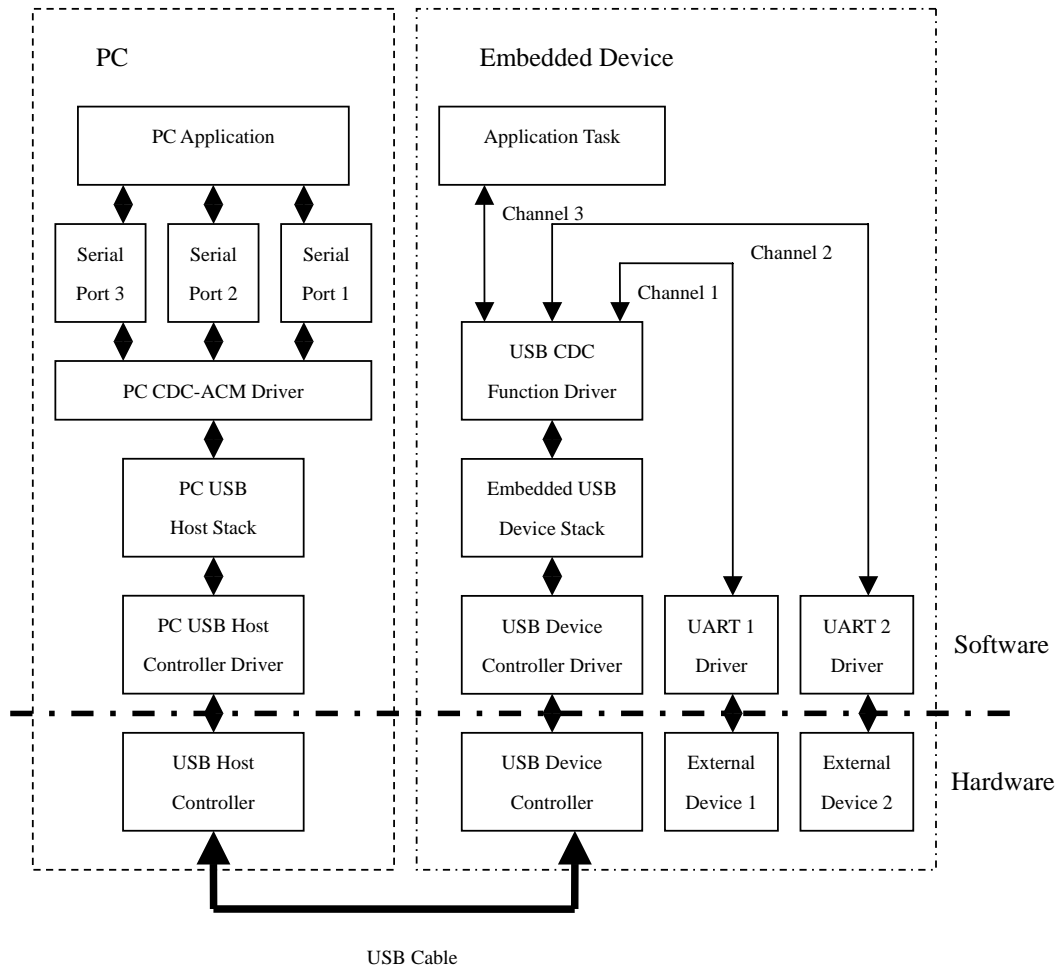 PC
Embedded Device
PC Application
Application Task
Channel 3
Channel 2
Channel 1
Serial
Port 3
Serial
Port 2
Serial
Port 1
USB CDC
Function Driver
PC CDC-ACM Driver
PC USB
Host Stack
Embedded USB
Device Stack
PC USB Host
Controller Driver
USB Device
Controller Driver
UART 1
Driver
UART 2
Driver
Software
USB Host
Controller
USB Device
Controller
External
Device 1
External
Device 2
Hardware
USB Cable